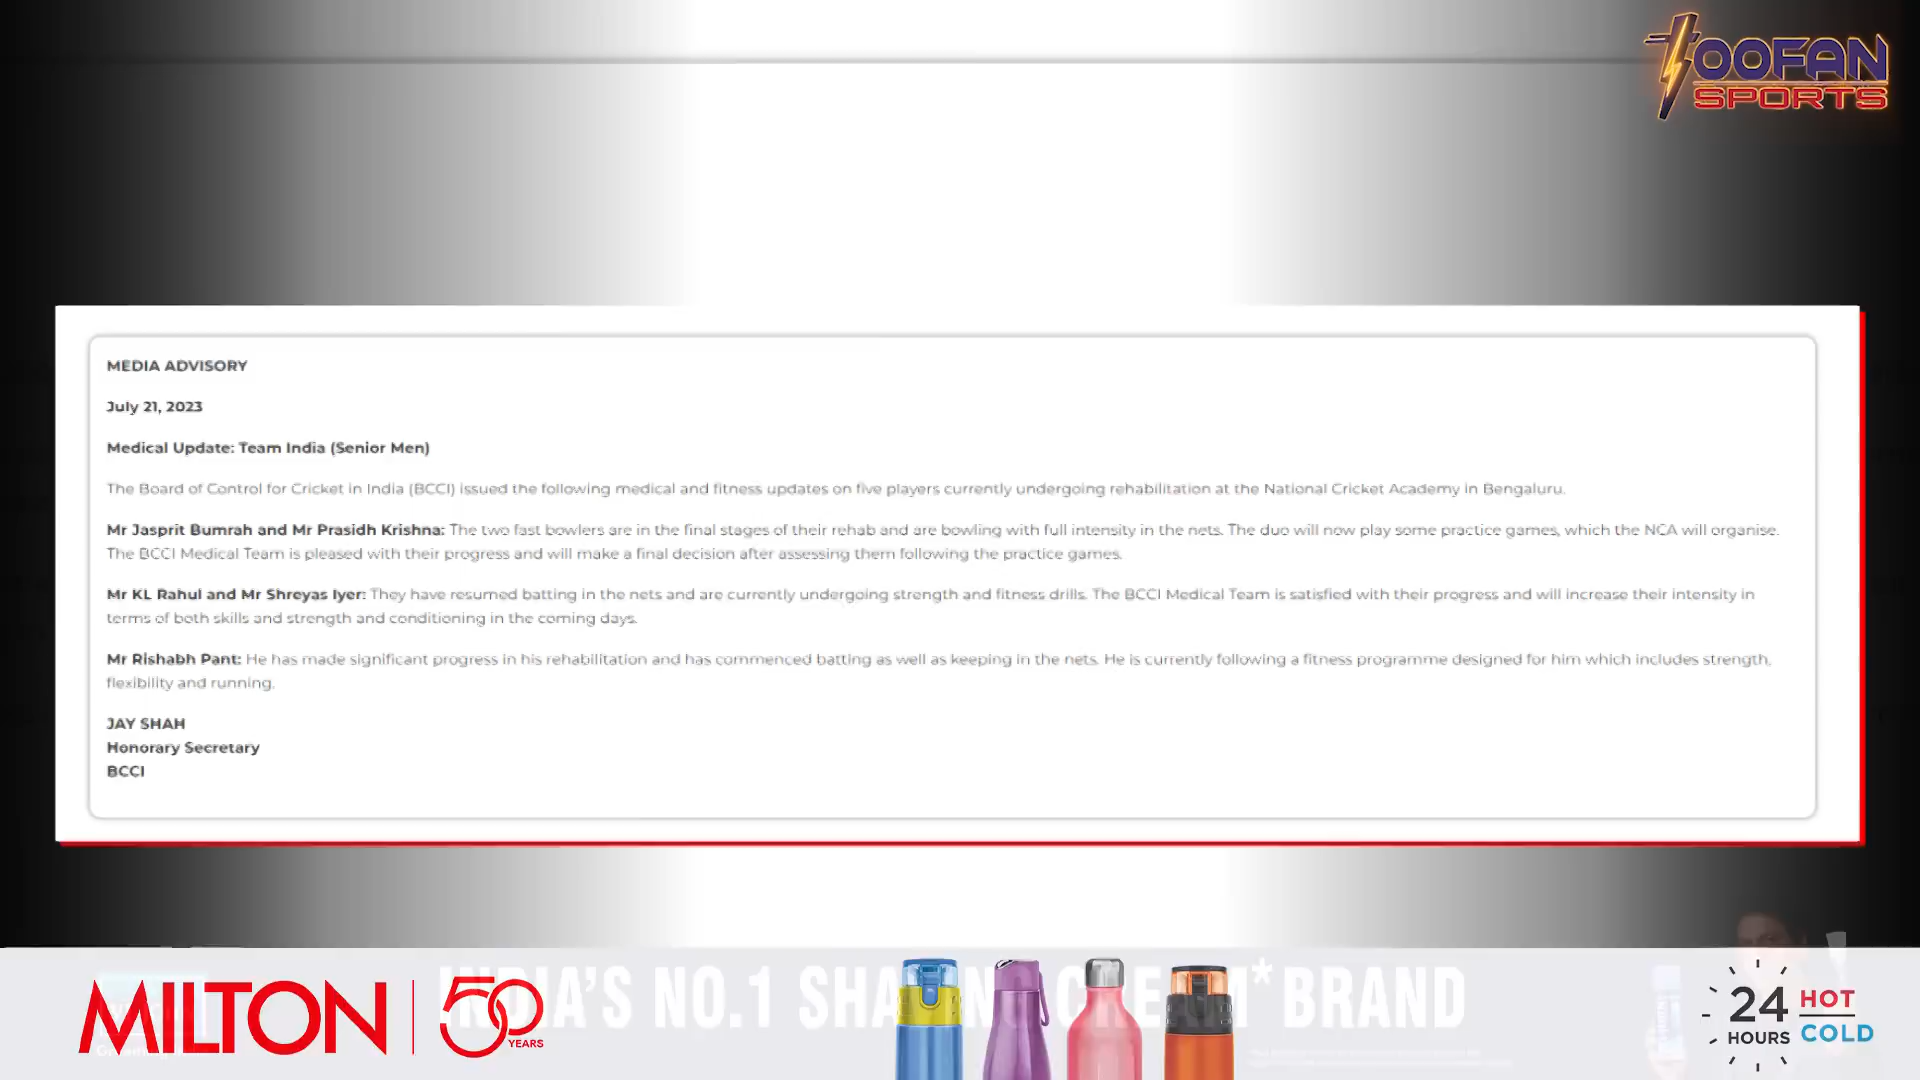 TOOFAN
SPORTS
MEDIA ADVISORY
July 21, 2023
Medical Update: Team India (Senior Men)
The Board of Control for Cricket in India (BCCI) issued the following medical and fitness updates on five players currently undergoing rehabilitation at the National Cricket Academy in Bengaluru.
Mr Jasprit Bumrah and Mr Prasidh Krishna: The two fast bowlers are in the final stages of their rehab and are bowling with full intensity in the nets. The duo will now play some practice games, which the NCA will organise.
The BCCI Medical Team is pleased with their progress and will make a final decision after assessing them following the practice games.
Mr KL Rahul and Mr Shreyas Iyer: They have resumed batting in the nets and are currently undergoing strength and fitness drills. The BCCI Medical Team is satisfied with their progress and will increase their intensity in
terms of both skills and strength and conditioning in the coming days.
Mr Rishabh Pant: He has made significant progress in his rehabilitation and has commenced batting as well as keeping in the nets. He is currently following a fitness programme designed for him which includes strength,
flexibility and running.
JAY SHAH
Honorary Secretary
BCCI
MILTON
50
YEARS
INDIA'S NO.1 SHAVING CREAM* BRAND
24
HOURS
HOT
COLD